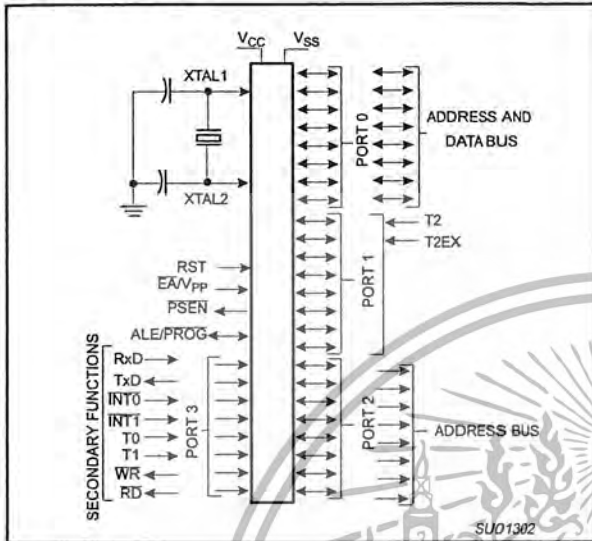 VCC VSS
XTAL1
XTAL2
PORT 0
ADDRESS AND
DATA BUS
T2
T2EX
PORT 1
RST
EA/VPP
PSEN
ALE/PROG
SECONDARY FUNCTIONS
RxD
TxD
INT0
INT1
T0
T1
WR
RD
PORT 3
PORT 2
ADDRESS BUS
SU01302